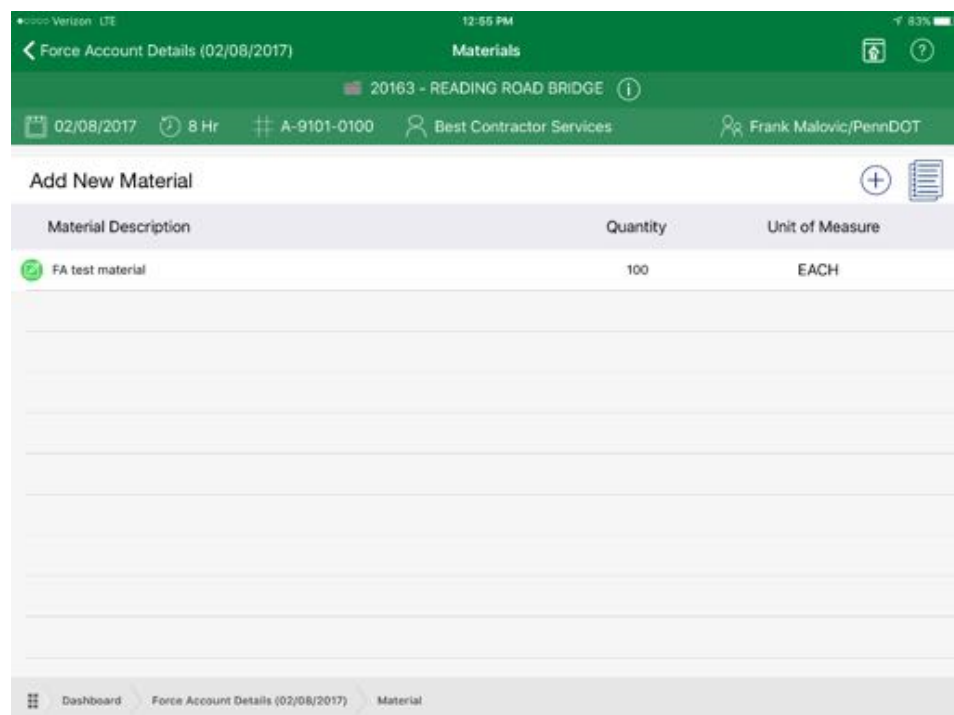 Verizon LTE 12:55 PM 83%
Force Account Details (02/08/2017) Materials ?
20163 - READING ROAD BRIDGE i
02/08/2017 8 Hr # A-9101-0100 Best Contractor Services Frank Malovic/PennDOT
Add New Material
Material Description Quantity Unit of Measure
FA test material 100 EACH
Dashboard Force Account Details (02/08/2017) Material